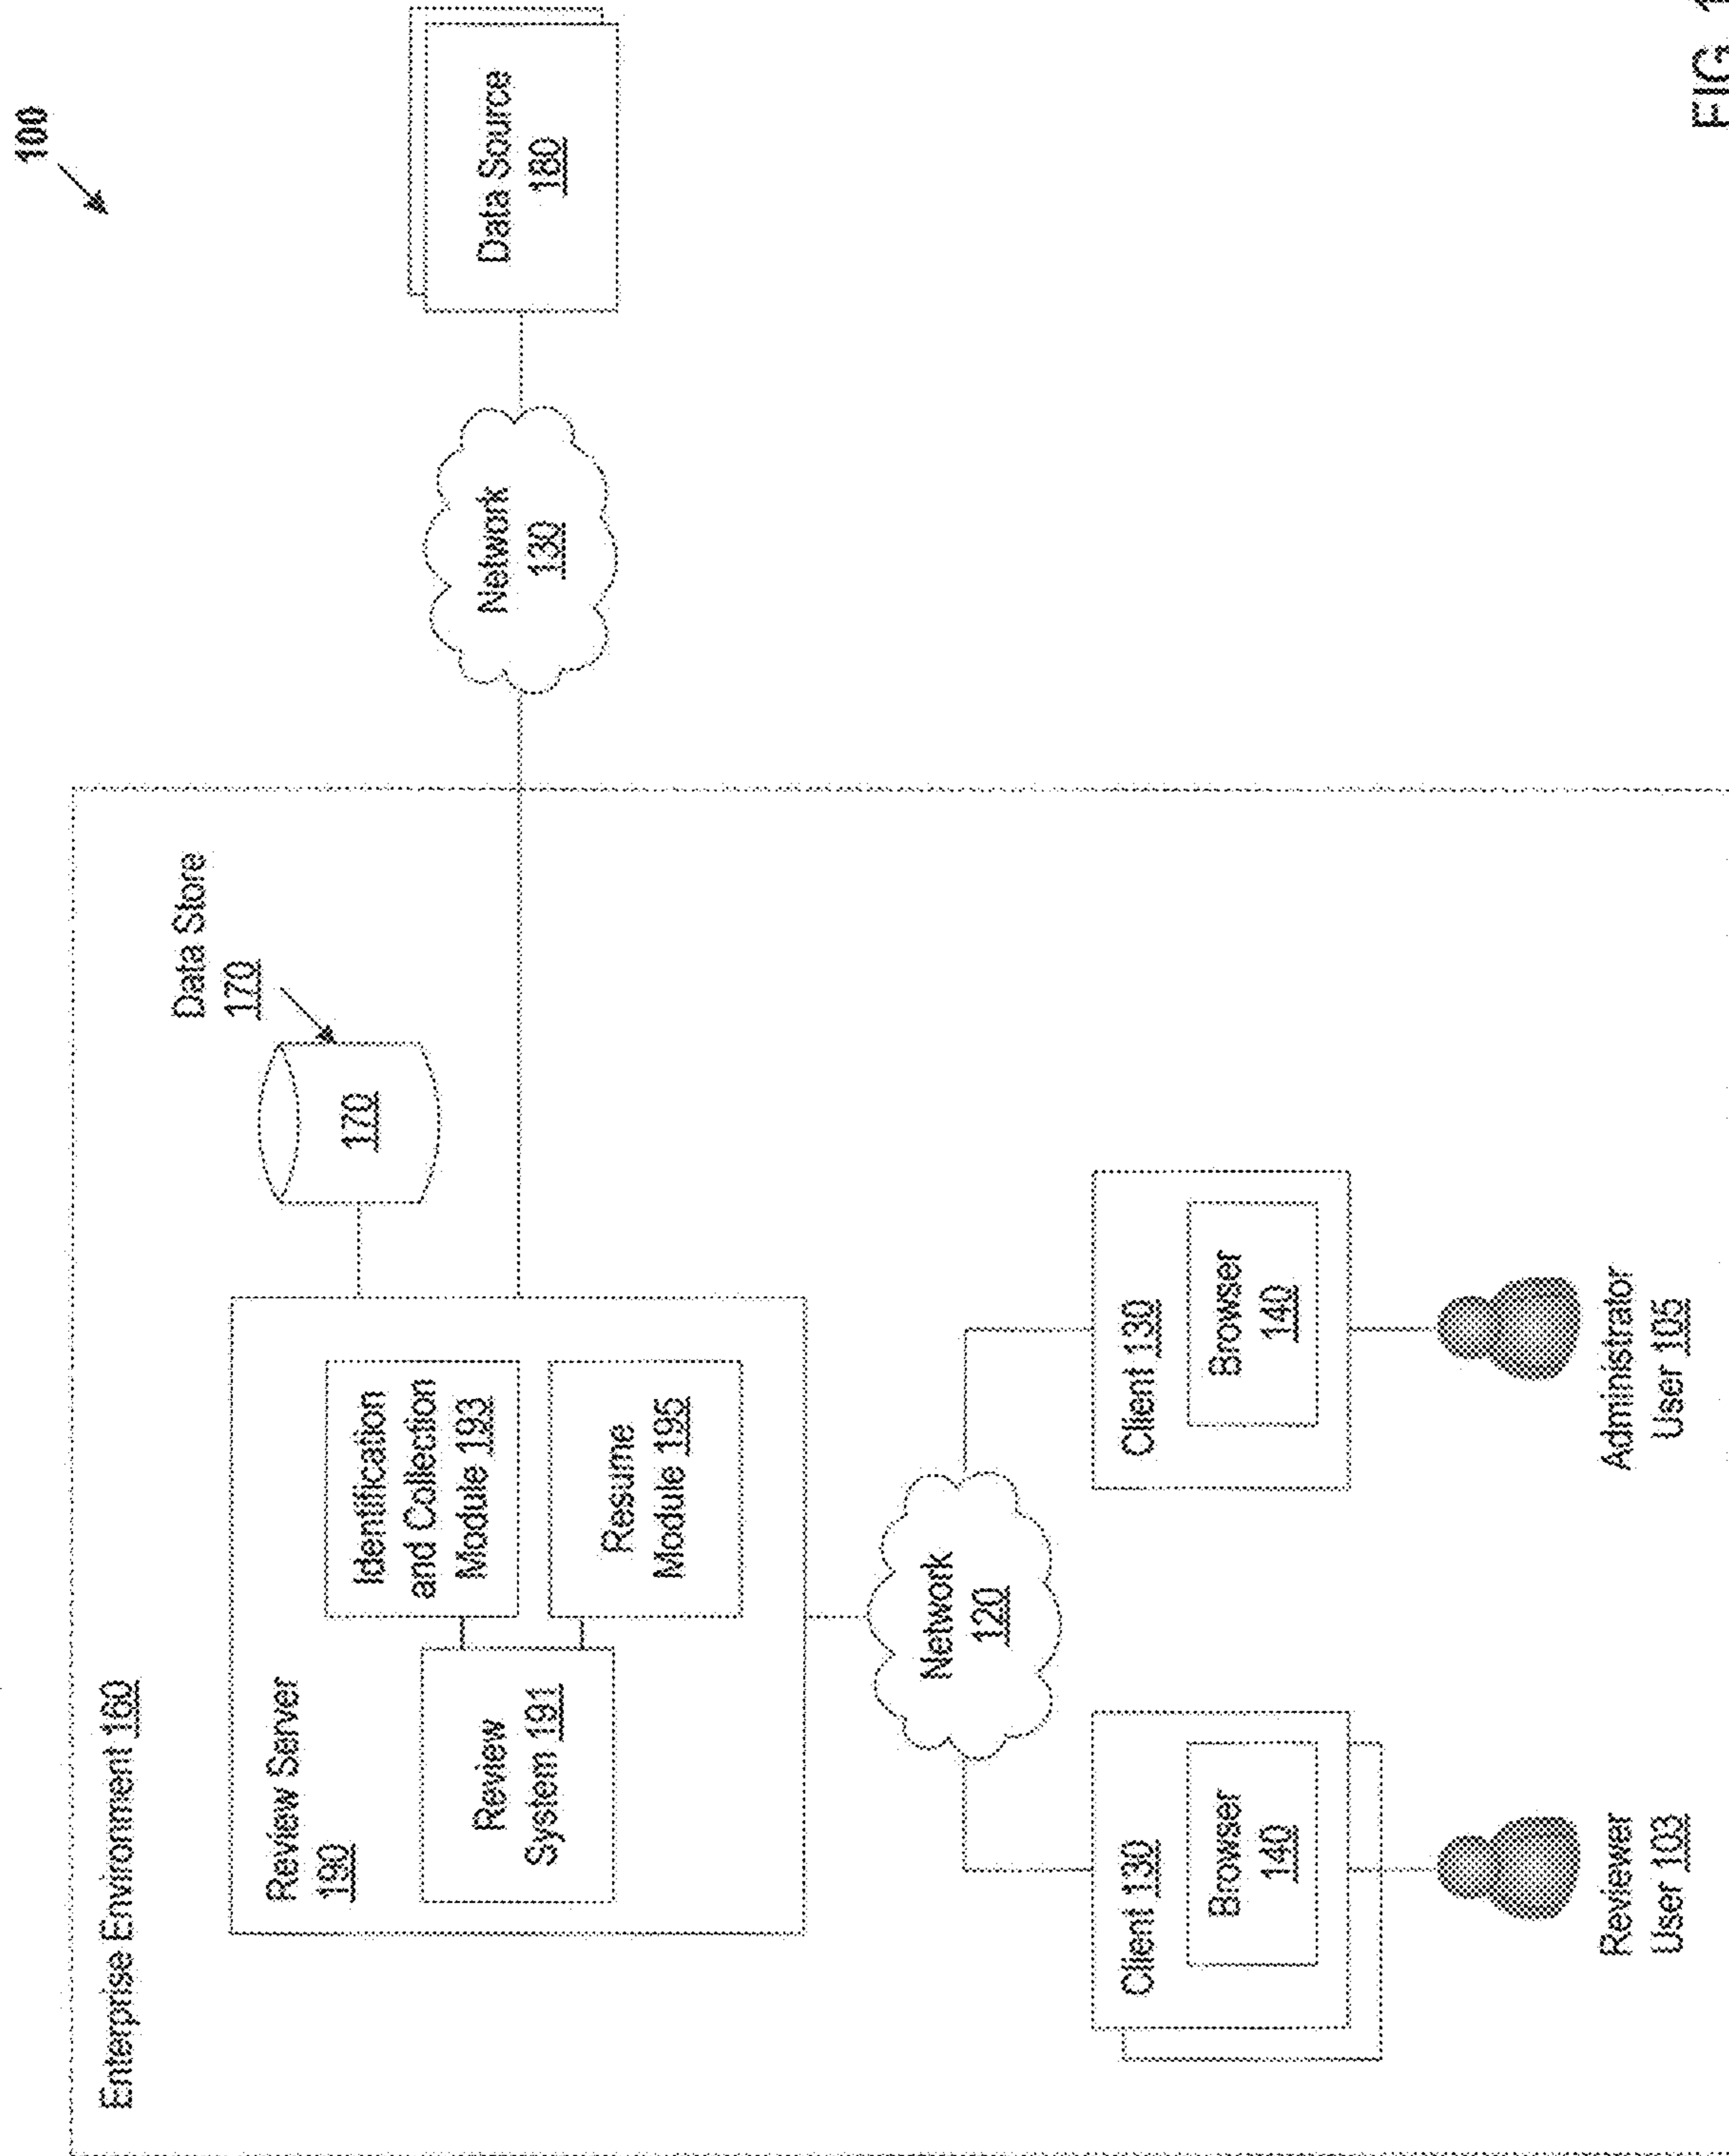 100
Enterprise Environment 160
Data Store
170
Review Server
190
170
Identification
and Collection
Module 193
Review
System 191
Resume
Module 195
Network
130
Data Source
180
Network
120
Client 130
Browser
140
Client 130
Browser
140
Reviewer
User 103
Administrator
User 105
FIG. 1